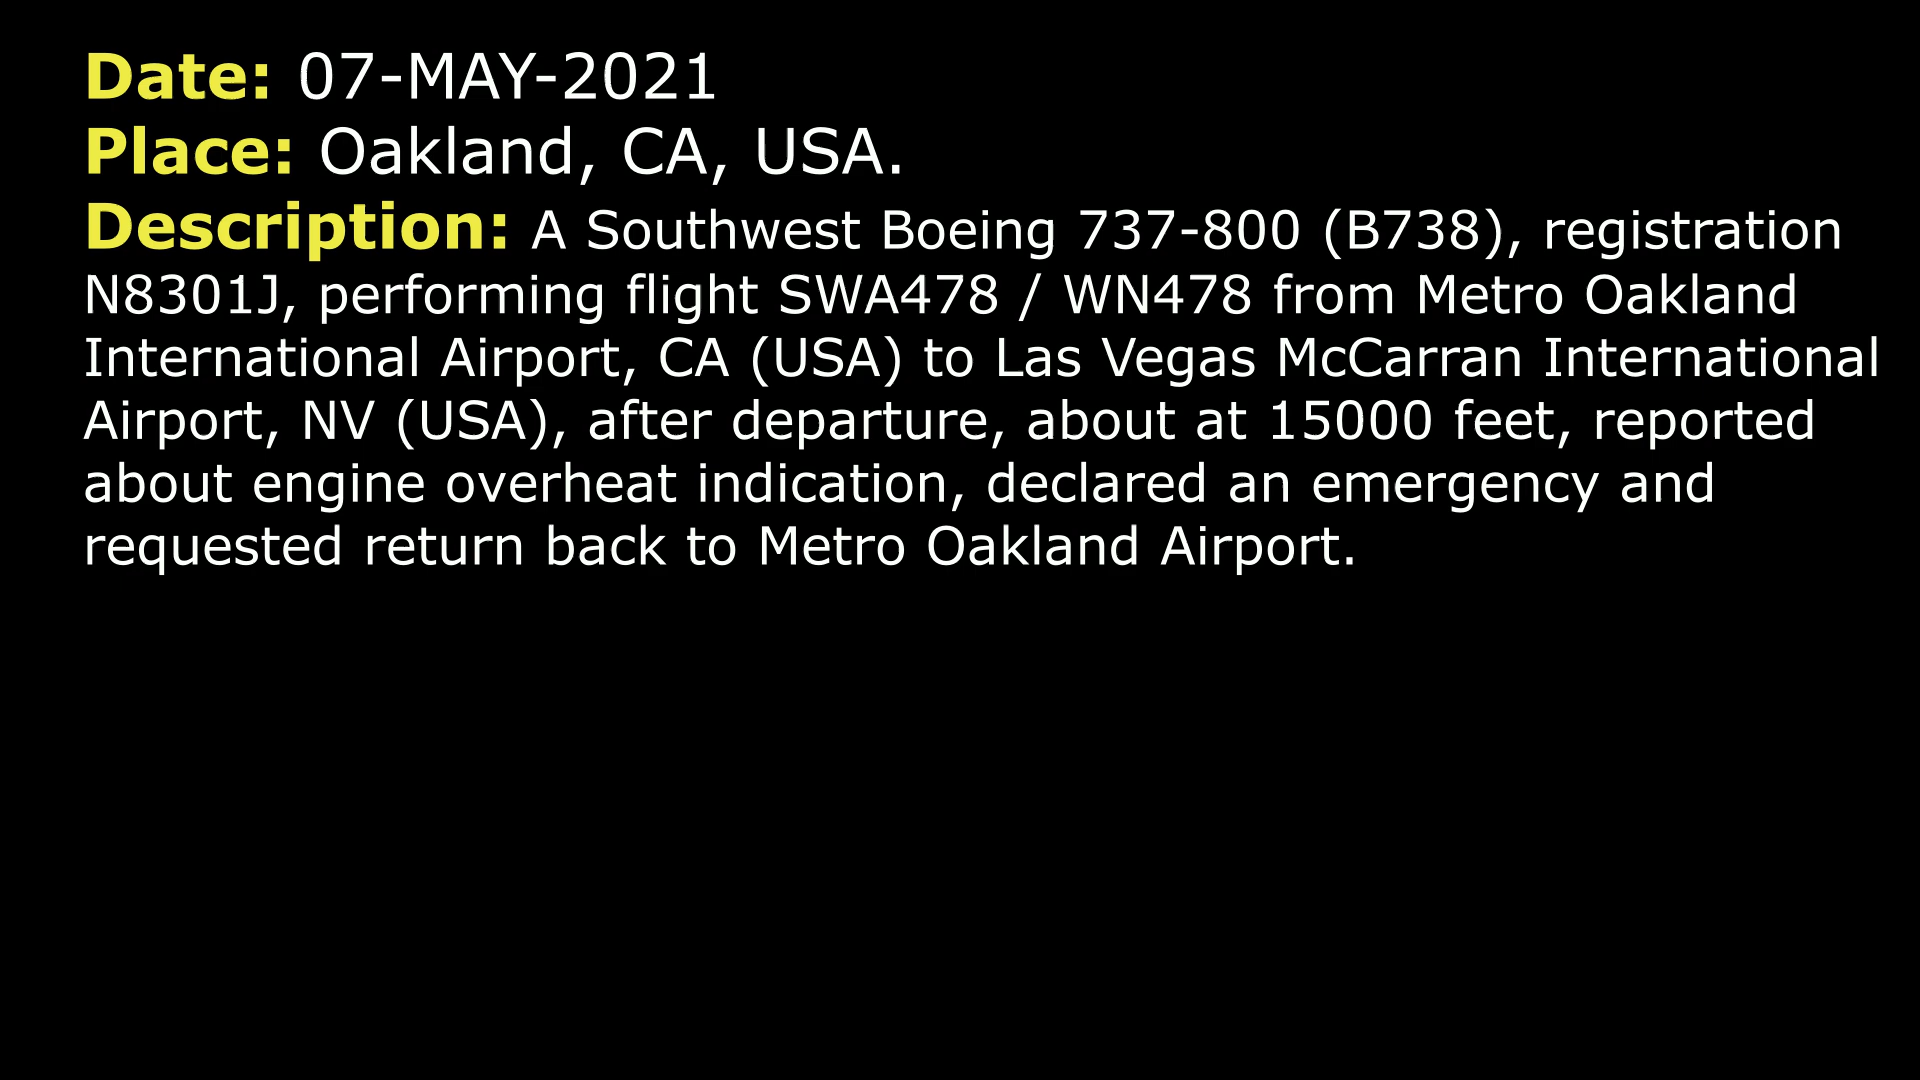 Date: 07-MAY-2021
Place: Oakland, CA, USA.
Description: A Southwest Boeing 737-800 (B738), registration
N8301J, performing flight SWA478 / WN478 from Metro Oakland
International Airport, CA (USA) to Las Vegas McCarran International
Airport, NV (USA), after departure, about at 15000 feet, reported
about engine overheat indication, declared an emergency and
requested return back to Metro Oakland Airport.